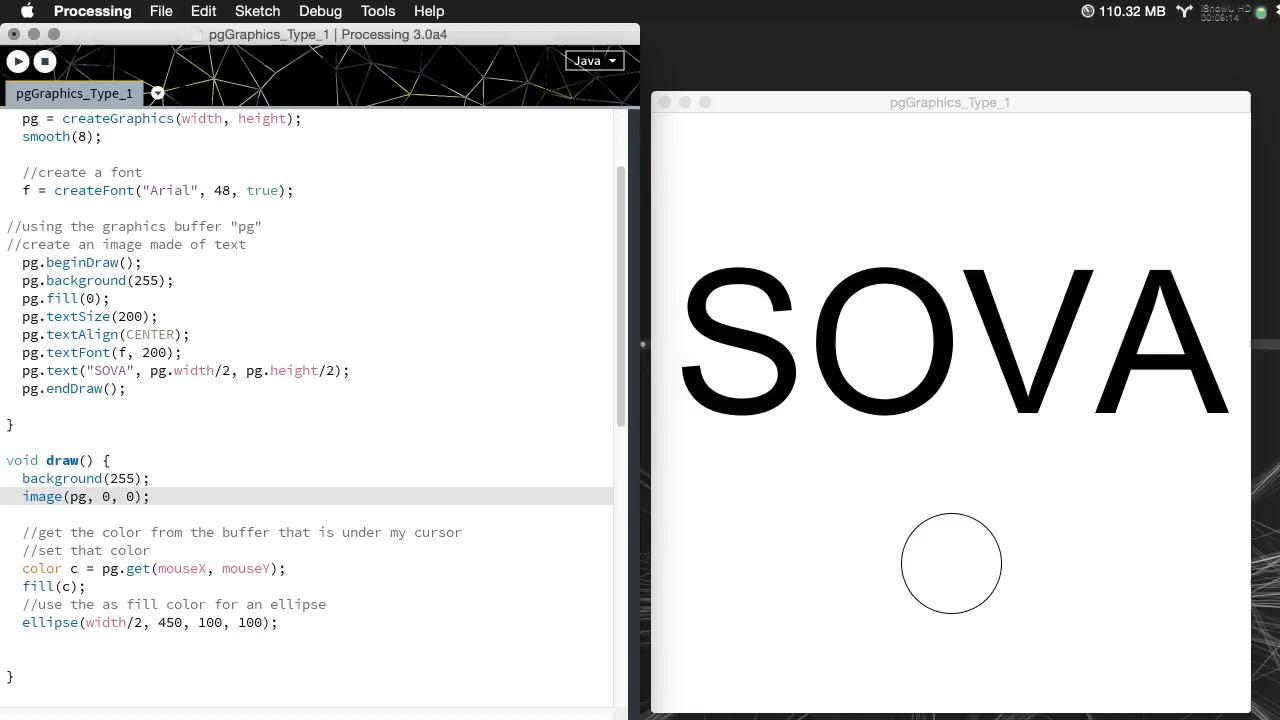 Processing File Edit Sketch Debug Tools Help
110.32 MB
iShowU HD
00:06:14
pgGraphics_Type_1 | Processing 3.0a4
Java
pgGraphics_Type_1
pg = createGraphics(width, height);
smooth(8);
//create a font
f = createFont("Arial", 48, true);
//using the graphics buffer "pg"
//create an image made of text
pg.beginDraw();
pg.background(255);
pg.fill(0);
pg.textSize(200);
pg.textAlign(CENTER);
pg.textFont(f, 200);
pg.text("SOVA", pg.width/2, pg.height/2);
pg.endDraw();
}
void draw() {
background(255);
image(pg, 0, 0);
//get the color from the buffer that is under my cursor
//set that color
color c = pg.get(mouseX, mouseY);
fill(c);
//use the as fill color for an ellipse
ellipse(width/2, 450, 100, 100);
}
pgGraphics_Type_1
SOVA